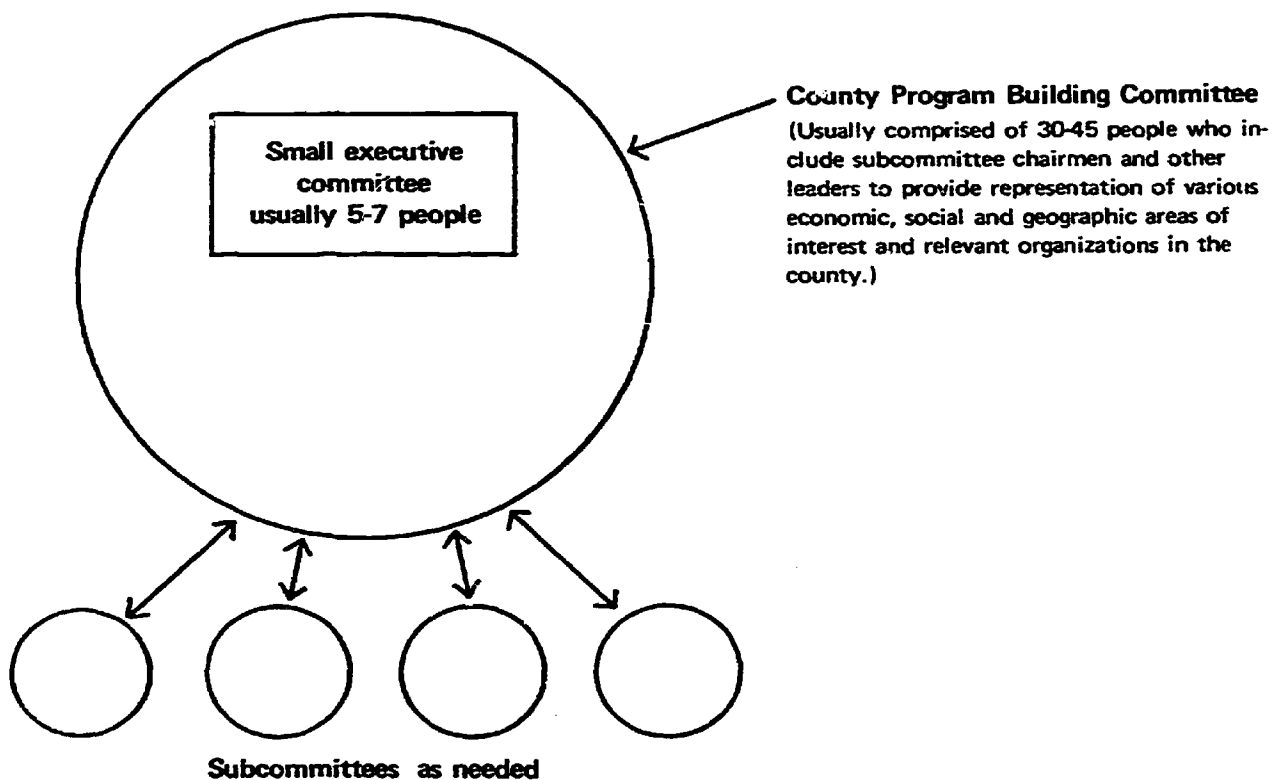 Small executive
committee
usually 5-7 people
County Program Building Committee
(Usually comprised of 30-45 people who in-
clude subcommittee chairmen and other
leaders to provide representation of various
economic, social and geographic areas of
interest and relevant organizations in the
county.)
Subcommittees as needed